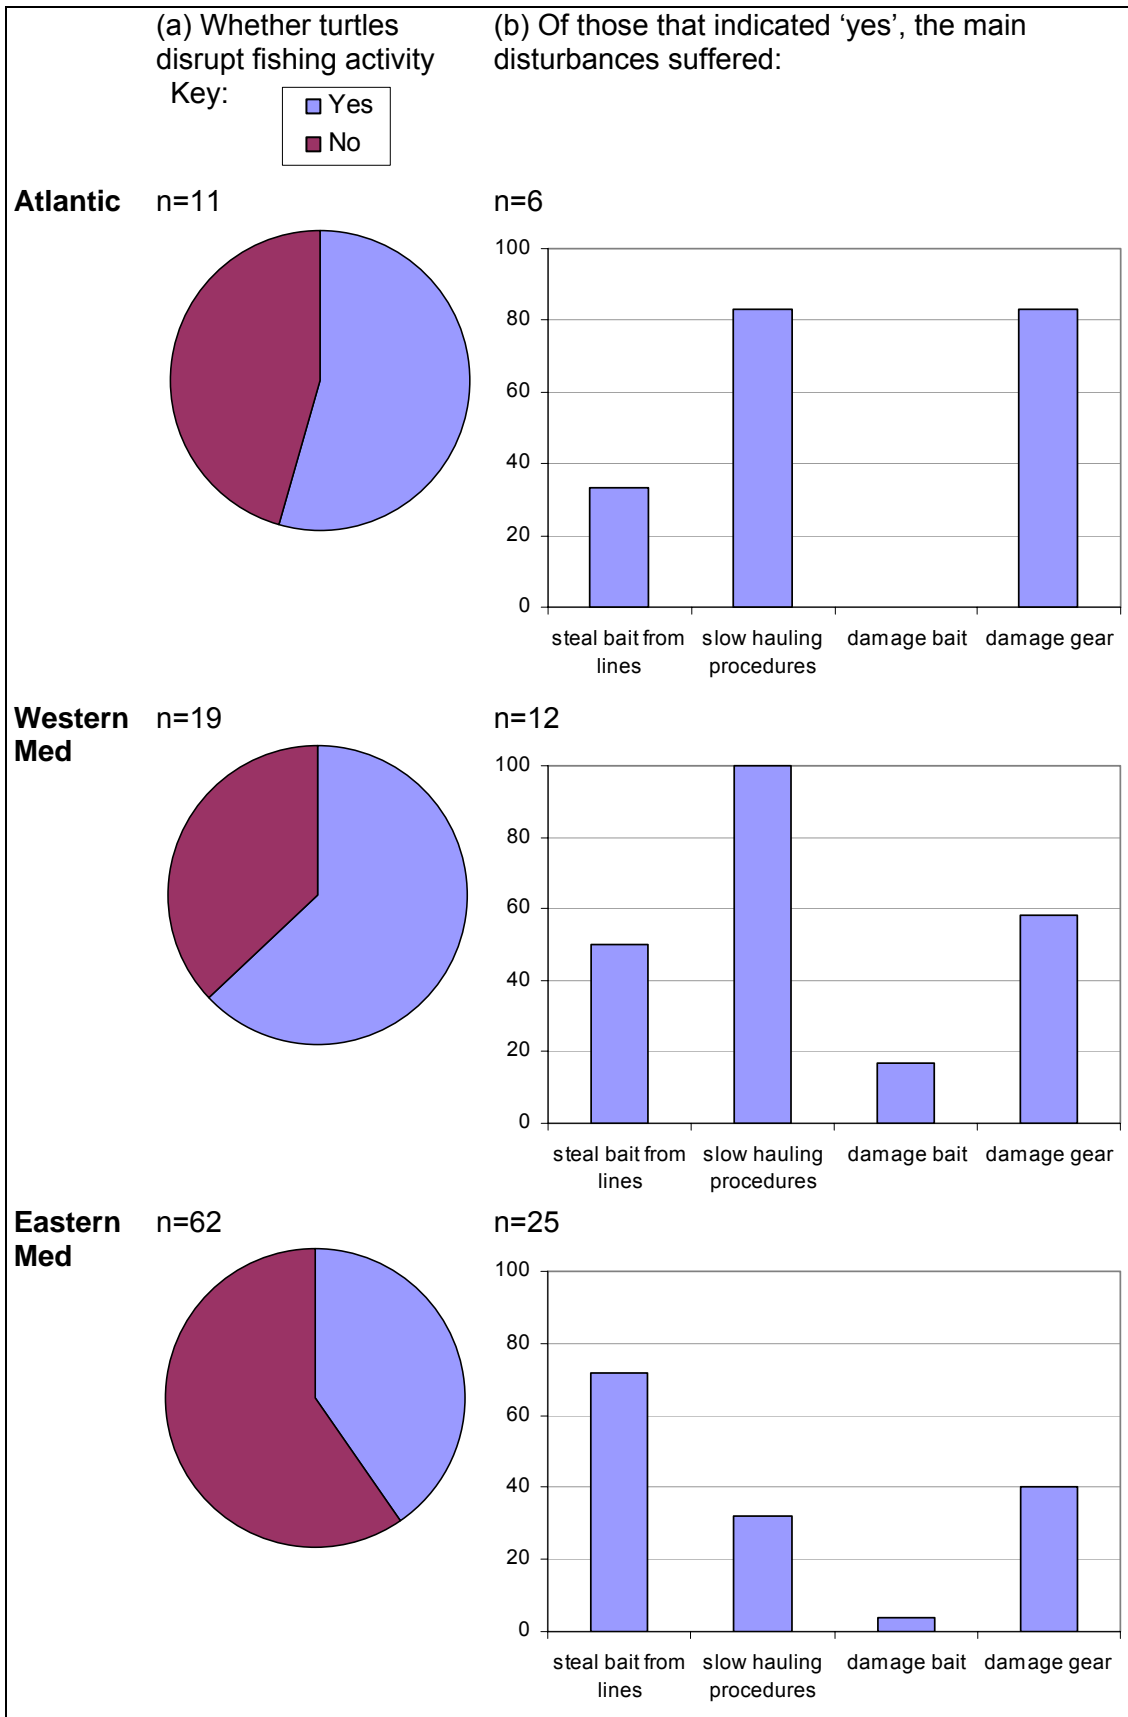 (a) Whether turtles
disrupt fishing activity
Key:
Yes
No
(b) Of those that indicated ‘yes’, the main
disturbances suffered:
Atlantic
n=11
n=6
100
80
60
40
20
0
steal bait from
lines
slow hauling
procedures
damage bait
damage gear
Western
Med
n=19
n=12
100
80
60
40
20
0
steal bait from
lines
slow hauling
procedures
damage bait
damage gear
Eastern
Med
n=62
n=25
100
80
60
40
20
0
steal bait from
lines
slow hauling
procedures
damage bait
damage gear